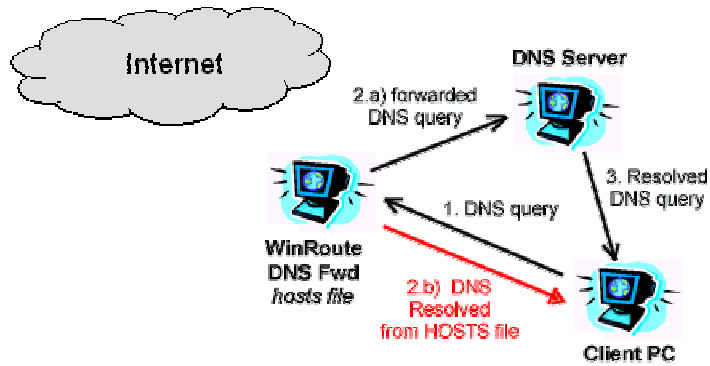 Internet
DNS Server
2.a) forwarded
DNS query
3. Resolved
DNS query
1. DNS query
WinRoute
DNS Fwd
hosts file
2.b) DNS
Resolved
from HOSTS file
Client PC